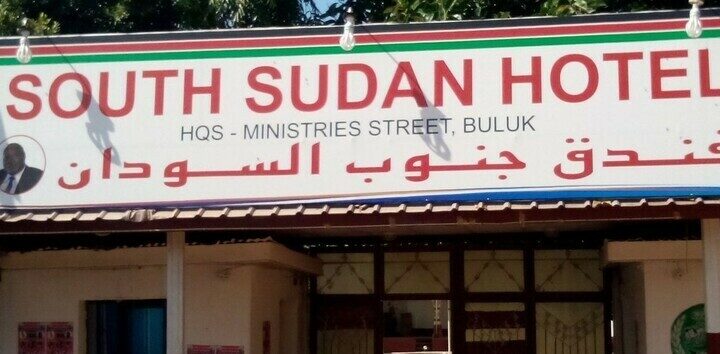 SOUTH SUDAN HOTEL
HQS - MINISTRIES STREET, BULUK
فندق جنوب السودان